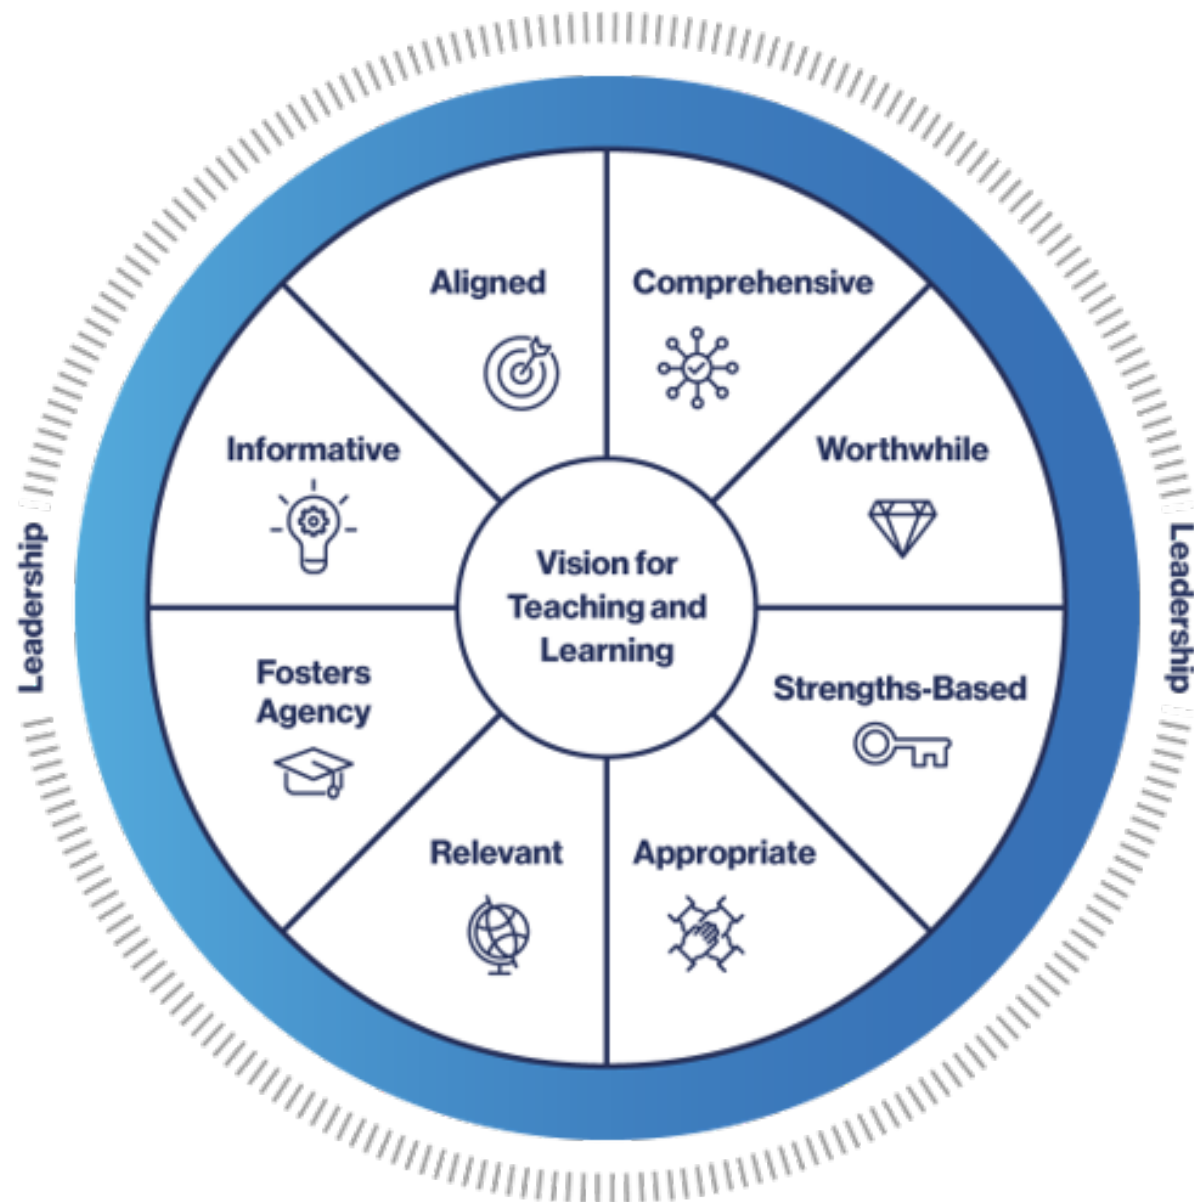 Aligned
Comprehensive
Informative
Worthwhile
Leadership
Vision for
Teaching and
Learning
Leadership
Fosters
Agency
Strengths-Based
Relevant
Appropriate